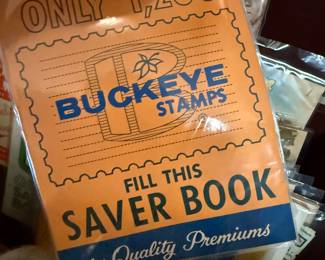 ONLY
BUCKEYE
STAMPS
FILL THIS
SAVER BOOK
Quality Premiums